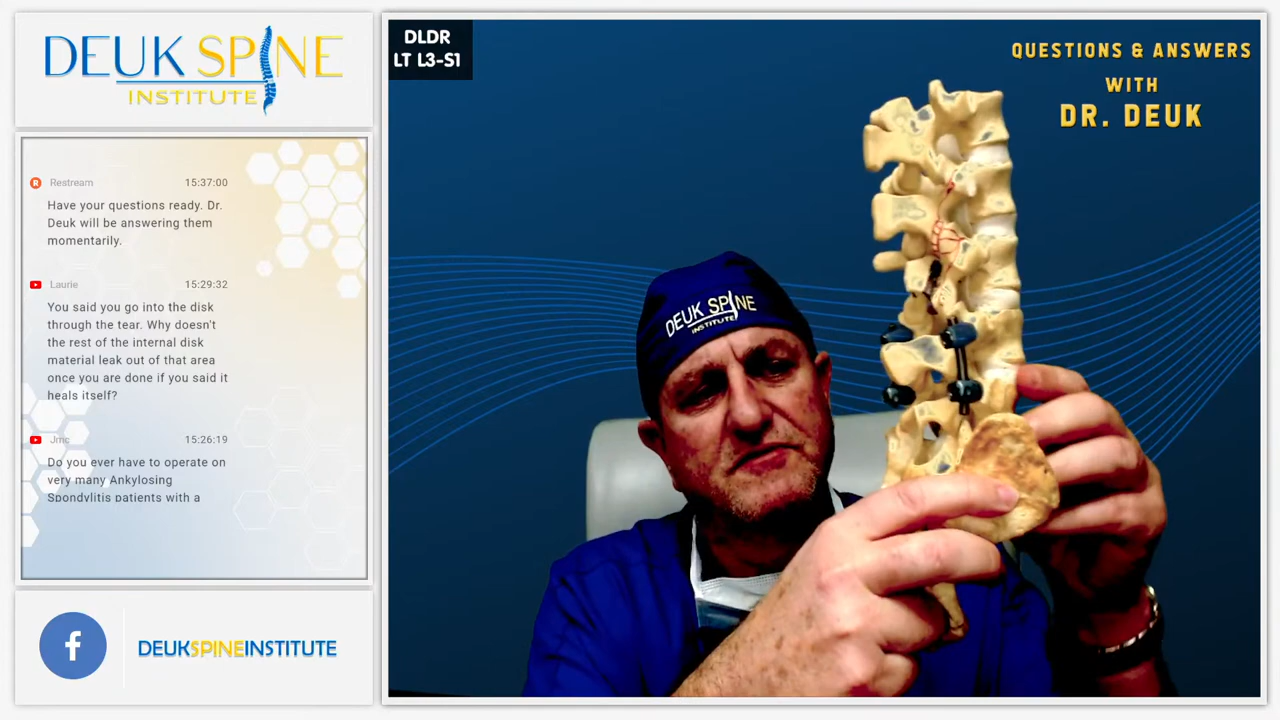 DEUK SPINE
INSTITUTE
Restream 15:37:00
Have your questions ready. Dr.
Deuk will be answering them
momentarily.
Laurie 15:29:32
You said you go into the disk
through the tear. Why doesn't
the rest of the internal disk
material leak out of that area
once you are done if you said it
heals itself?
Jmc 15:26:19
Do you ever have to operate on
very many Ankylosing
Spondylitis patients with a
f
DEUKSPINEINSTITUTE
DLDR
LT L3-S1
QUESTIONS & ANSWERS
WITH
DR. DEUK
DEUK SPINE
INSTITUTE